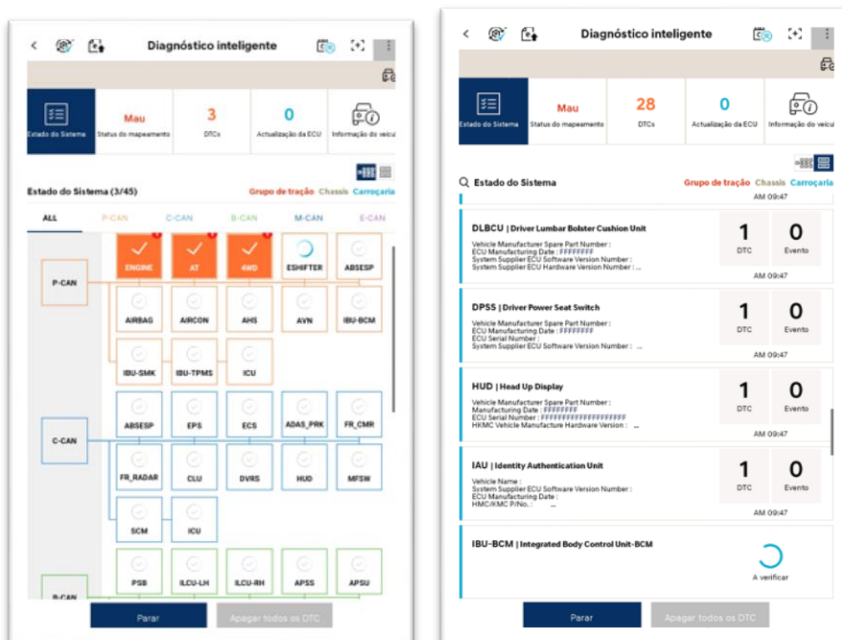 Diagnóstico inteligente
Estado do Sistema
Mau
Status do mapeamento
3
DTCs
0
Actualização da ECU
Informação do veícu
Estado do Sistema (3/45)
Grupo de tração Chassis Carroçaria
ALL P-CAN C-CAN B-CAN M-CAN E-CAN
P-CAN
ENGINE AT 4WD ESHIFTER ABSESP
AIRBAG AIRCON AHS AVN IBU-BCM
IBU-SMK IBU-TPMS ICU
C-CAN
ABSESP EPS ECS ADAS_PRK FR_CMR
FR_RADAR CLU DVRS HUD MFSW
SCM ICU
B-CAN
PSB ILCU-LH ILCU-RH APSS APSU
Parar
Apagar todos os DTC
Diagnóstico inteligente
Estado do Sistema
Mau
Status do mapeamento
28
DTCs
0
Actualização da ECU
Informação do veícu
Estado do Sistema
Grupo de tração Chassis Carroçaria
AM 09:47
DLBCU | Driver Lumbar Bolster Cushion Unit
Vehicle Manufacturer Spare Part Number :
ECU Manufacturing Date : FFFFFFFF
System Supplier ECU Software Version Number :
System Supplier ECU Hardware Version Number : ...
1
DTC
0
Evento
AM 09:47
DPSS | Driver Power Seat Switch
Vehicle Manufacturer Spare Part Number :
ECU Manufacturing Date : FFFFFFFF
ECU Serial Number :
System Supplier ECU Software Version Number : ...
1
DTC
0
Evento
AM 09:47
HUD | Head Up Display
Vehicle Manufacturer Spare Part Number :
Manufacturing Date : FFFFFFFF
ECU Serial Number : FFFFFFFFFFFFFFFFFFFF
HKMC Vehicle Manufacture Hardware Version : ...
1
DTC
0
Evento
AM 09:47
IAU | Identity Authentication Unit
Vehicle Name :
System Supplier ECU Software Version Number :
ECU Manufacturing Date :
HMC/KMC P/No. : ...
1
DTC
0
Evento
AM 09:47
IBU-BCM | Integrated Body Control Unit-BCM
A verificar
Parar
Apagar todos os DTC